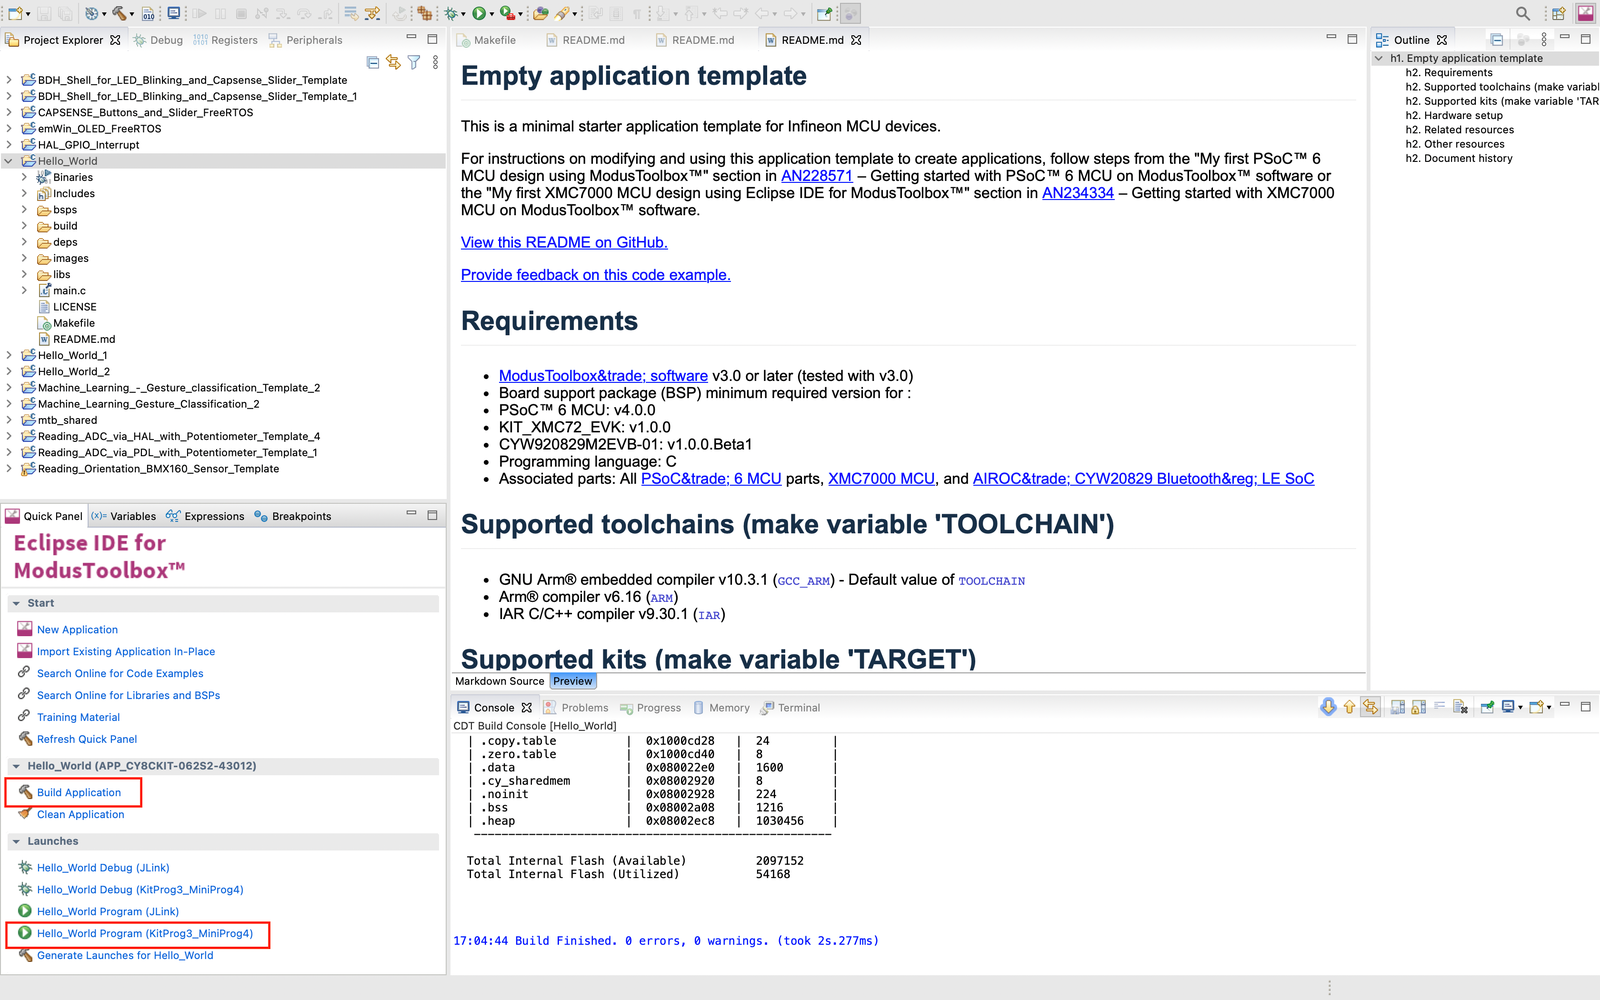 Project Explorer
Debug
Registers
Peripherals
BDH_Shell_for_LED_Blinking_and_Capsense_Slider_Template
BDH_Shell_for_LED_Blinking_and_Capsense_Slider_Template_1
CAPSENSE_Buttons_and_Slider_FreeRTOS
emWin_OLED_FreeRTOS
HAL_GPIO_Interrupt
Hello_World
Binaries
Includes
bsps
build
deps
images
libs
main.c
LICENSE
Makefile
README.md
Hello_World_1
Hello_World_2
Machine_Learning_-_Gesture_classification_Template_2
Machine_Learning_Gesture_Classification_2
mtb_shared
Reading_ADC_via_HAL_with_Potentiometer_Template_4
Reading_ADC_via_PDL_with_Potentiometer_Template_1
Reading_Orientation_BMX160_Sensor_Template
Quick Panel
(x)= Variables
Expressions
Breakpoints
Eclipse IDE for
ModusToolbox™
Start
New Application
Import Existing Application In-Place
Search Online for Code Examples
Search Online for Libraries and BSPs
Training Material
Refresh Quick Panel
Hello_World (APP_CY8CKIT-062S2-43012)
Build Application
Clean Application
Launches
Hello_World Debug (JLink)
Hello_World Debug (KitProg3_MiniProg4)
Hello_World Program (JLink)
Hello_World Program (KitProg3_MiniProg4)
Generate Launches for Hello_World
Makefile
README.md
README.md
README.md
Empty application template
This is a minimal starter application template for Infineon MCU devices.
For instructions on modifying and using this application template to create applications, follow steps from the "My first PSoC™ 6
MCU design using ModusToolbox™" section in AN228571 – Getting started with PSoC™ 6 MCU on ModusToolbox™ software or
the "My first XMC7000 MCU design using Eclipse IDE for ModusToolbox™" section in AN234334 – Getting started with XMC7000
MCU on ModusToolbox™ software.
View this README on GitHub.
Provide feedback on this code example.
Requirements
• ModusToolbox&trade; software v3.0 or later (tested with v3.0)
• Board support package (BSP) minimum required version for :
• PSoC™ 6 MCU: v4.0.0
• KIT_XMC72_EVK: v1.0.0
• CYW920829M2EVB-01: v1.0.0.Beta1
• Programming language: C
• Associated parts: All PSoC&trade; 6 MCU parts, XMC7000 MCU, and AIROC&trade; CYW20829 Bluetooth&reg; LE SoC
Supported toolchains (make variable 'TOOLCHAIN')
• GNU Arm® embedded compiler v10.3.1 (GCC_ARM) - Default value of TOOLCHAIN
• Arm® compiler v6.16 (ARM)
• IAR C/C++ compiler v9.30.1 (IAR)
Supported kits (make variable 'TARGET')
Markdown Source
Preview
Console
Problems
Progress
Memory
Terminal
CDT Build Console [Hello_World]
| .copy.table | 0x1000cd28 | 24 |
| .zero.table | 0x1000cd40 | 8 |
| .data | 0x080022e0 | 1600 |
| .cy_sharedmem | 0x08002920 | 8 |
| .noinit | 0x08002928 | 224 |
| .bss | 0x08002a08 | 1216 |
| .heap | 0x08002ec8 | 1030456 |
Total Internal Flash (Available) 2097152
Total Internal Flash (Utilized) 54168
17:04:44 Build Finished. 0 errors, 0 warnings. (took 2s.277ms)
Outline
h1. Empty application template
h2. Requirements
h2. Supported toolchains (make variabl
h2. Supported kits (make variable 'TAR
h2. Hardware setup
h2. Related resources
h2. Other resources
h2. Document history